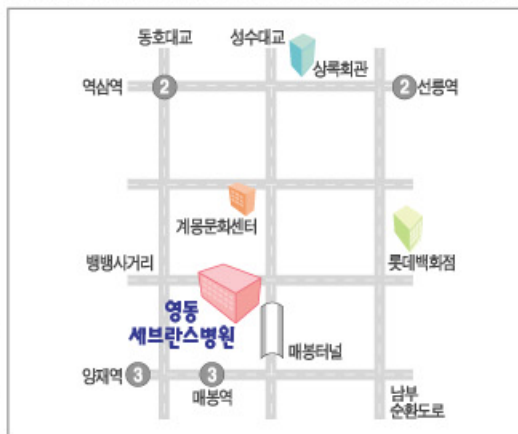 동호대교
성수대교
상록회관
역삼역
2
2
선릉역
계몽문화센터
뱅뱅사거리
롯데백화점
영동
세브란스병원
매봉터널
양재역
3
3
매봉역
남부
순환도로